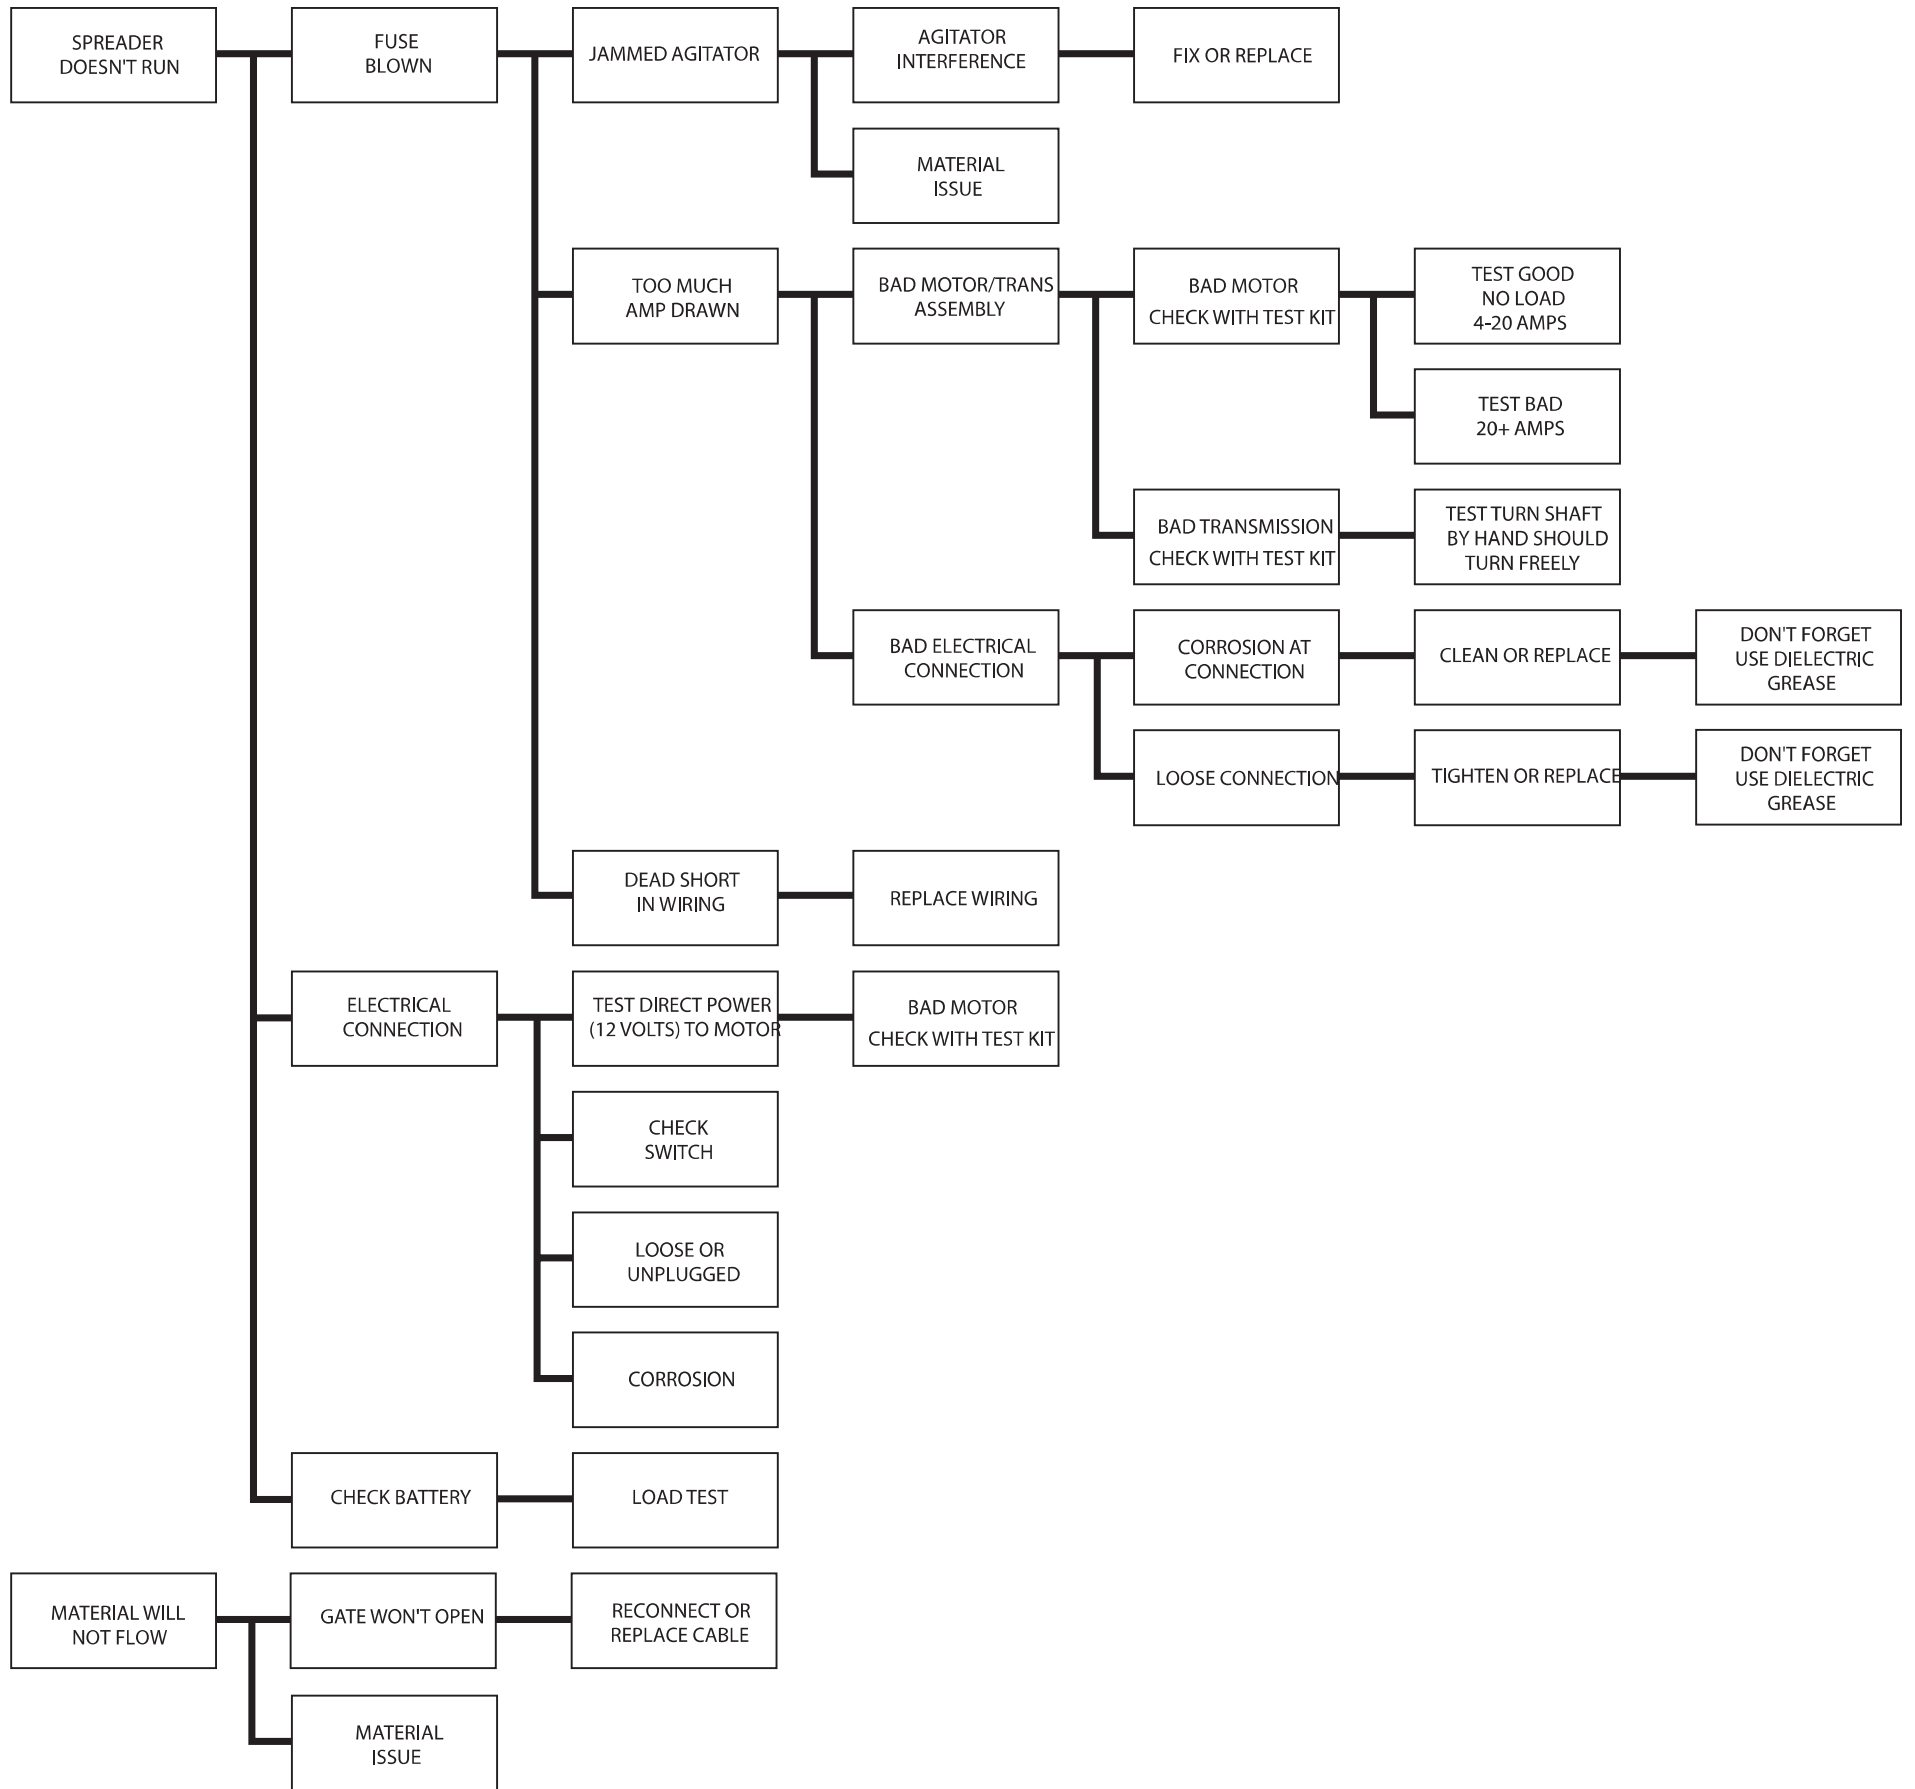 SPREADER
DOESN'T RUN
FUSE
BLOWN
JAMMED AGITATOR
AGITATOR
INTERFERENCE
FIX OR REPLACE
MATERIAL
ISSUE
TOO MUCH
AMP DRAWN
BAD MOTOR/TRANS
ASSEMBLY
BAD MOTOR
CHECK WITH TEST KIT
TEST GOOD
NO LOAD
4-20 AMPS
TEST BAD
20+ AMPS
BAD TRANSMISSION
CHECK WITH TEST KIT
TEST TURN SHAFT
BY HAND SHOULD
TURN FREELY
BAD ELECTRICAL
CONNECTION
CORROSION AT
CONNECTION
CLEAN OR REPLACE
DON'T FORGET
USE DIELECTRIC
GREASE
LOOSE CONNECTION
TIGHTEN OR REPLACE
DON'T FORGET
USE DIELECTRIC
GREASE
DEAD SHORT
IN WIRING
REPLACE WIRING
ELECTRICAL
CONNECTION
TEST DIRECT POWER
(12 VOLTS) TO MOTOR
BAD MOTOR
CHECK WITH TEST KIT
CHECK
SWITCH
LOOSE OR
UNPLUGGED
CORROSION
CHECK BATTERY
LOAD TEST
MATERIAL WILL
NOT FLOW
GATE WON'T OPEN
RECONNECT OR
REPLACE CABLE
MATERIAL
ISSUE